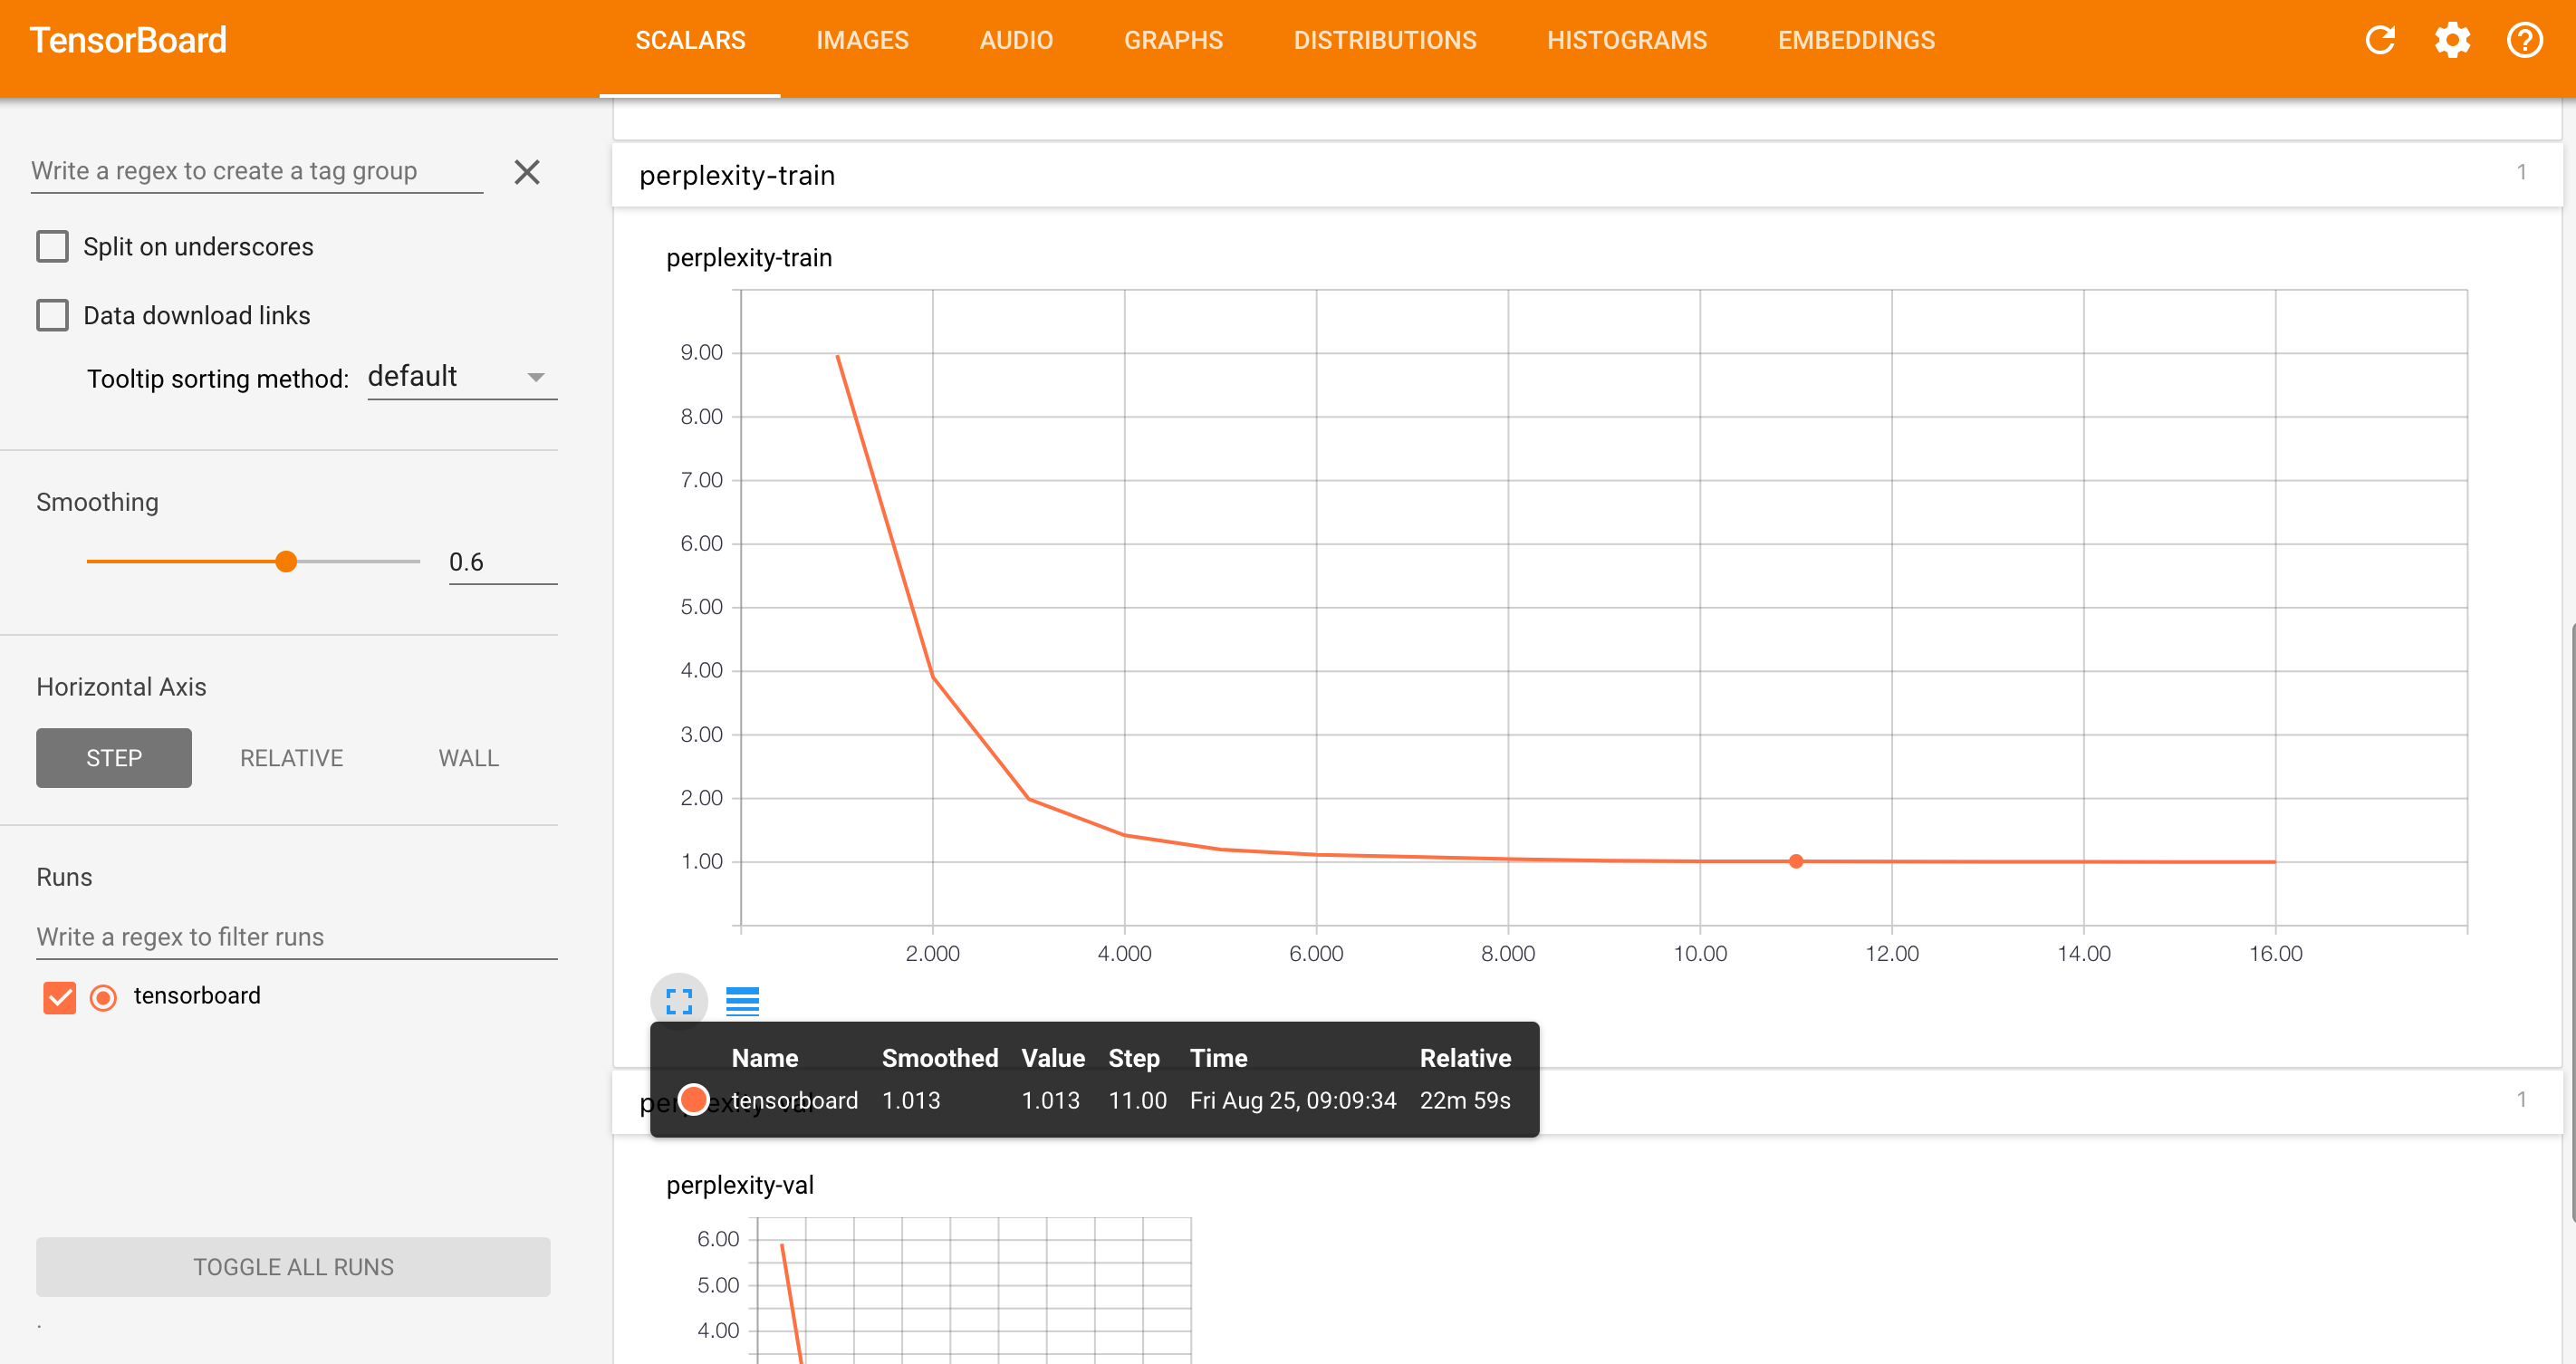 TensorBoard
SCALARS IMAGES AUDIO GRAPHS DISTRIBUTIONS HISTOGRAMS EMBEDDINGS
Write a regex to create a tag group
Split on underscores
Data download links
Tooltip sorting method: default
Smoothing
0.6
Horizontal Axis
STEP RELATIVE WALL
Runs
Write a regex to filter runs
tensorboard
TOGGLE ALL RUNS
.
perplexity-train 1
perplexity-train
9.00
8.00
7.00
6.00
5.00
4.00
3.00
2.00
1.00
2.000 4.000 6.000 8.000 10.00 12.00 14.00 16.00
Name Smoothed Value Step Time Relative
tensorboard 1.013 1.013 11.00 Fri Aug 25, 09:09:34 22m 59s
perplexity-val 1
perplexity-val
6.00
5.00
4.00